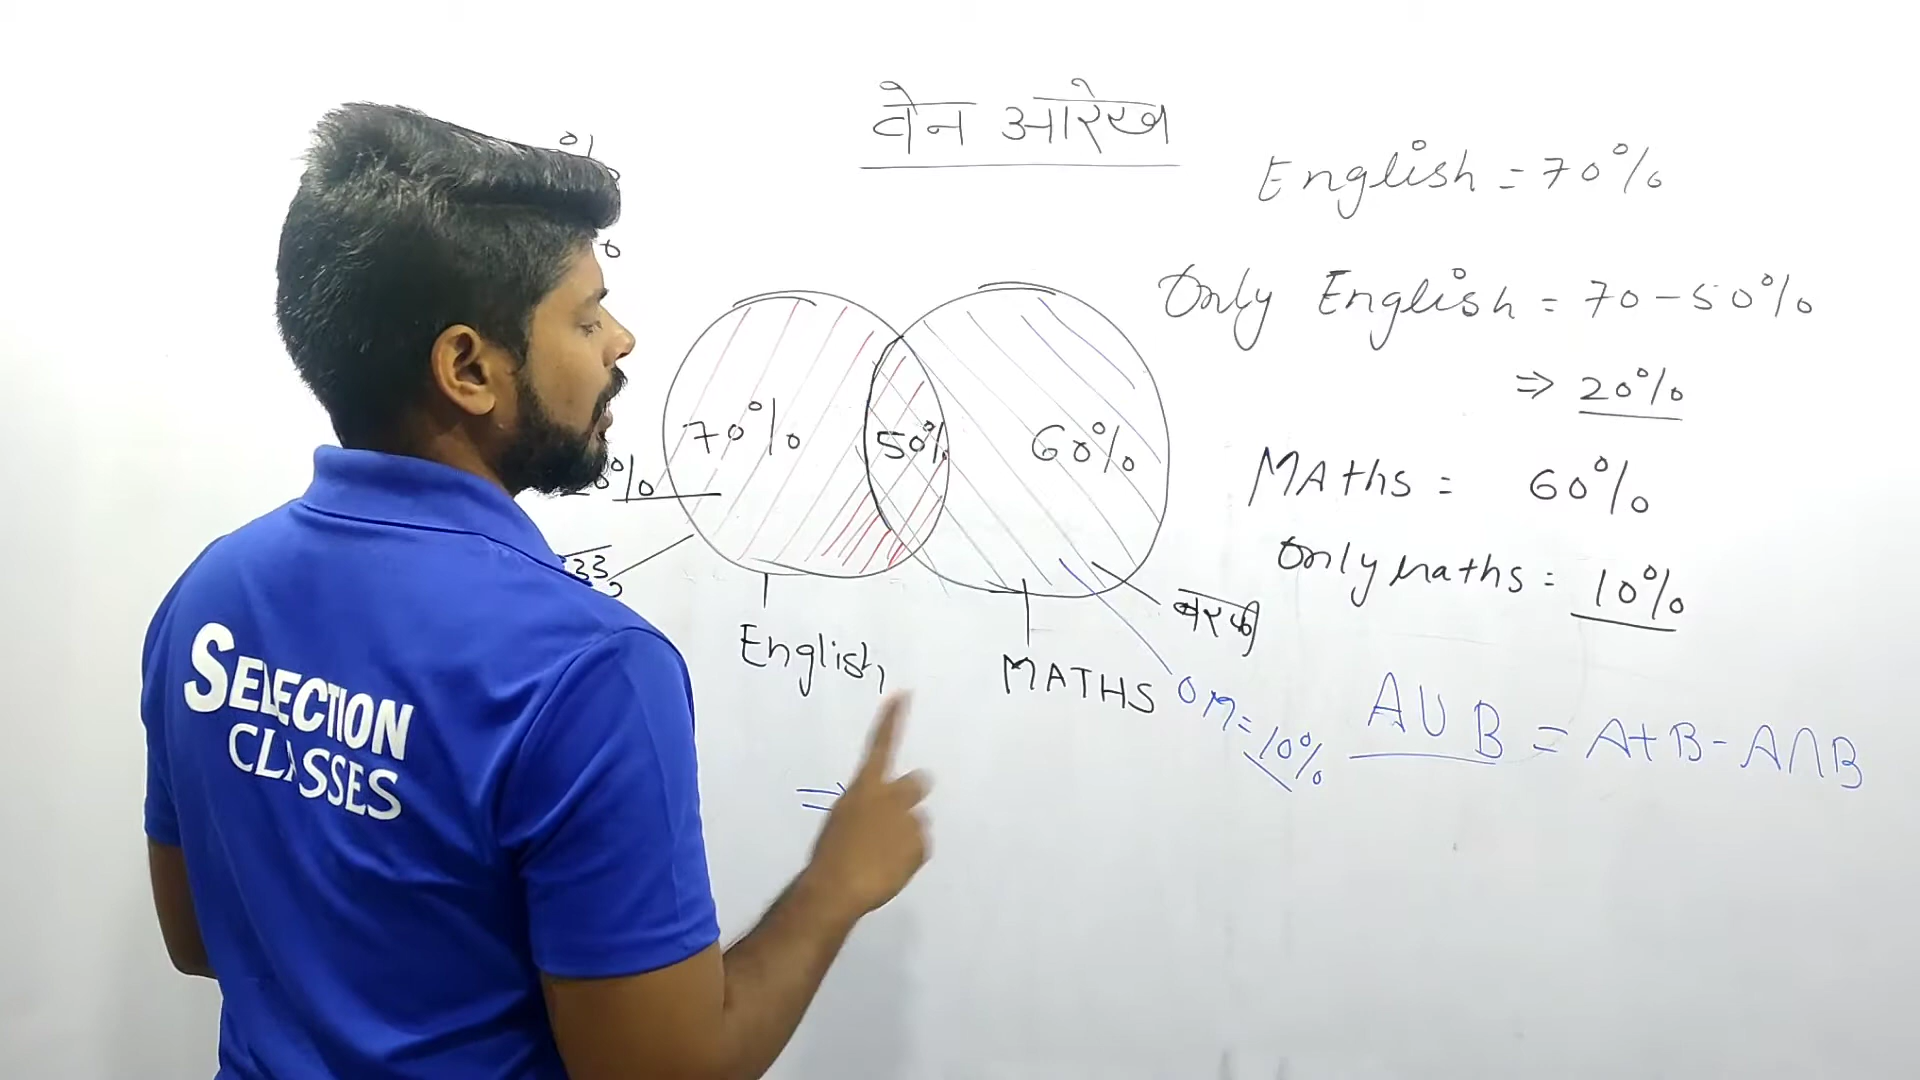 वेन आरेख
English = 70%
Only English = 70-50%
⇒ 20%
70%
50%
60%
MAths = 60%
Only maths = 10%
बरफी
English
MATHS
OM = 10%
A∪B = A+B-A∩B
⇒
SELECTION
CLASSES